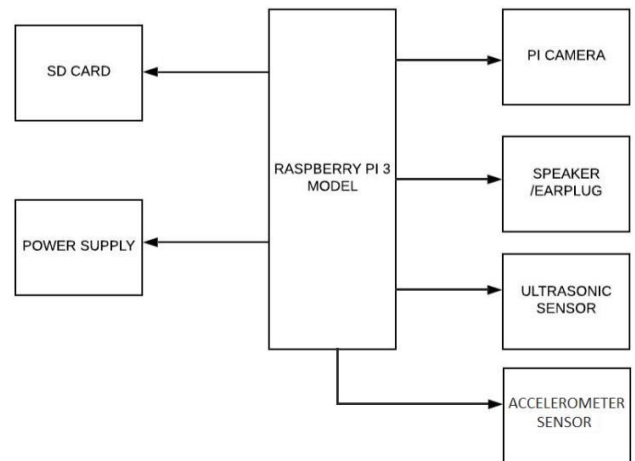 SD CARD
POWER SUPPLY
RASPBERRY PI 3
MODEL
PI CAMERA
SPEAKER
/EARPLUG
ULTRASONIC
SENSOR
ACCELEROMETER
SENSOR